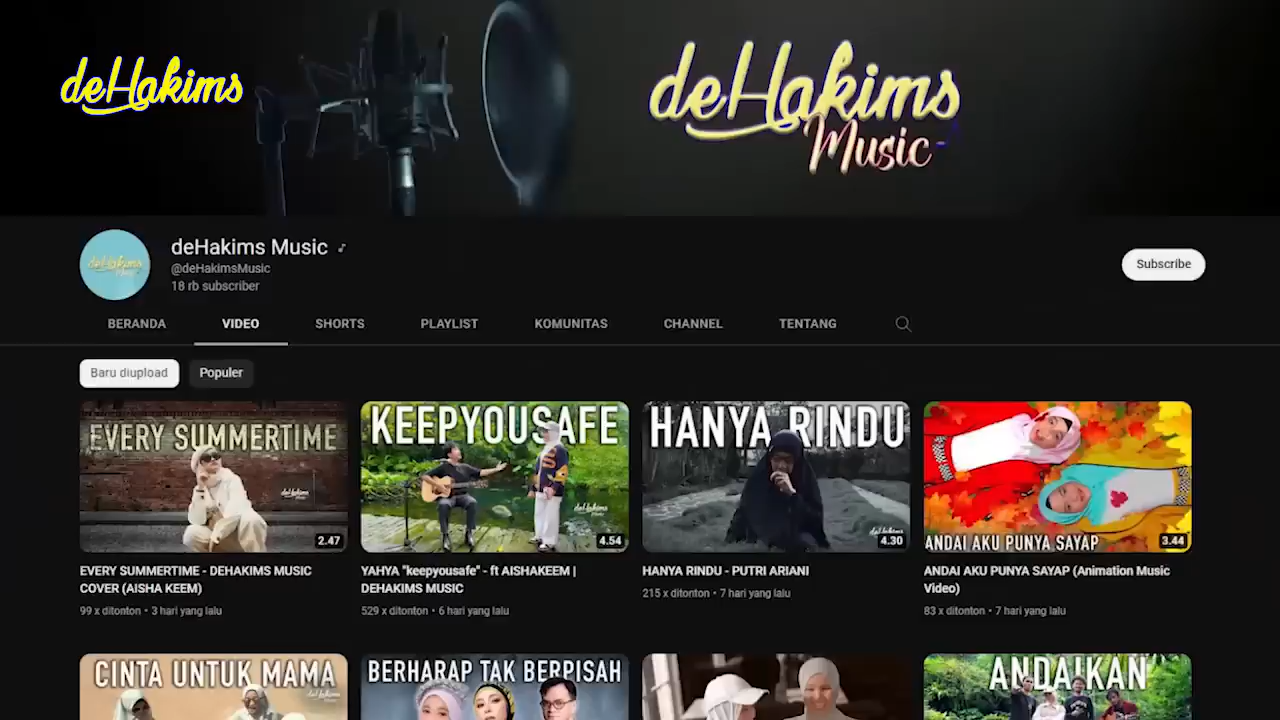 deHakims
deHakims
Music
deHakims Music
@deHakimsMusic
18 rb subscriber
Subscribe
BERANDA
VIDEO
SHORTS
PLAYLIST
KOMUNITAS
CHANNEL
TENTANG
Baru diupload
Populer
EVERY SUMMERTIME
deHakims
2.47
KEEPYOUSAFE
deHakims
4.54
HANYA RINDU
deHakims
4.30
ANDAI AKU PUNYA SAYAP
3.44
EVERY SUMMERTIME - DEHAKIMS MUSIC
COVER (AISHA KEEM)
99 x ditonton • 3 hari yang lalu
YAHYA "keepyousafe" - ft AISHAKEEM |
DEHAKIMS MUSIC
529 x ditonton • 6 hari yang lalu
HANYA RINDU - PUTRI ARIANI
215 x ditonton • 7 hari yang lalu
ANDAI AKU PUNYA SAYAP (Animation Music
Video)
83 x ditonton • 7 hari yang lalu
CINTA UNTUK MAMA
deHakims
BERHARAP TAK BERPISAH
ANDAIKAN